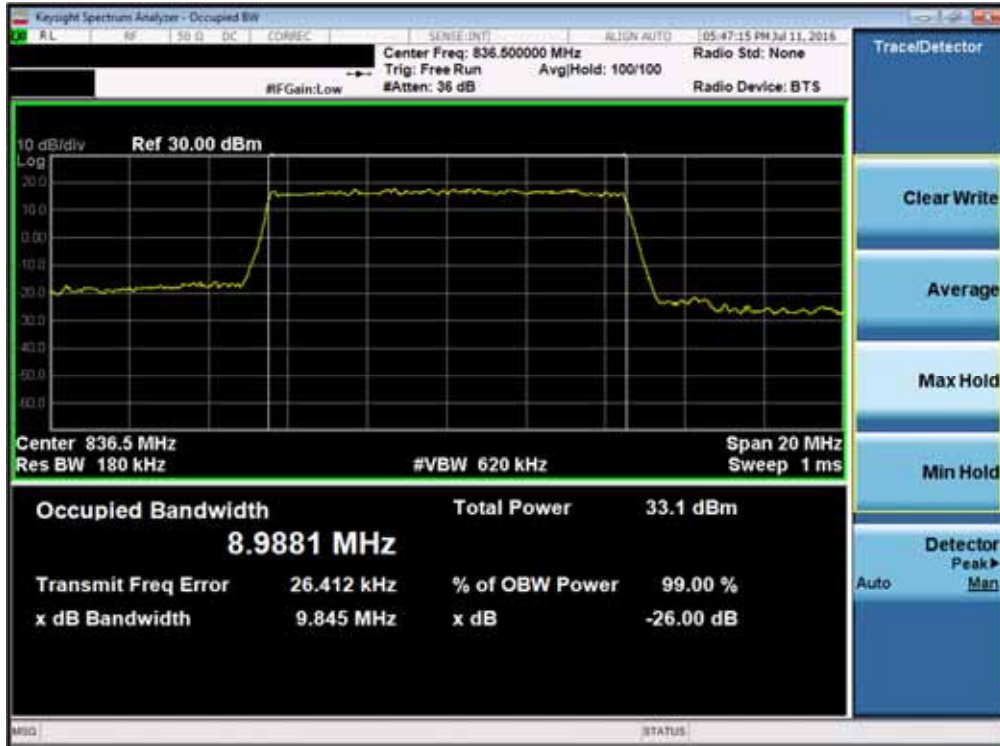 Keysight Spectrum Analyzer - Occupied BW
RL RF 50 Ω DC CORREC SENSE:INT ALIGN AUTO 05:47:15 PM Jul 11, 2016
Center Freq: 836.500000 MHz Radio Std: None
Trig: Free Run Avg|Hold: 100/100
#IFGain:Low #Atten: 36 dB Radio Device: BTS
Trace/Detector
10 dB/div Ref 30.00 dBm
Log
20.0
10.0
0.00
-10.0
-20.0
-30.0
-40.0
-50.0
-60.0
Center 836.5 MHz Span 20 MHz
Res BW 180 kHz #VBW 620 kHz Sweep 1 ms
Occupied Bandwidth Total Power 33.1 dBm
8.9881 MHz
Transmit Freq Error 26.412 kHz % of OBW Power 99.00 %
x dB Bandwidth 9.845 MHz x dB -26.00 dB
Clear Write
Average
Max Hold
Min Hold
Detector
Peak▶
Auto Man
MSG STATUS